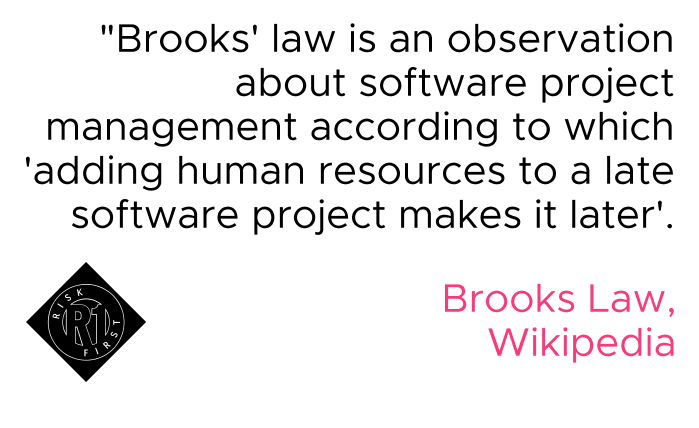 "Brooks' law is an observation
about software project
management according to which
'adding human resources to a late
software project makes it later'.
RISK
R1
FIRST
Brooks Law,
Wikipedia